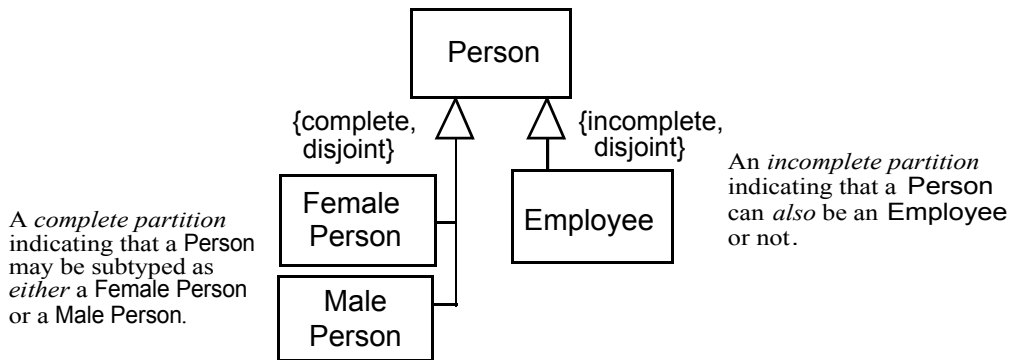 Person
{complete,
disjoint}
{incomplete,
disjoint}
Female
Person
Employee
Male
Person
A complete partition
indicating that a Person
may be subtyped as
either a Female Person
or a Male Person.
An incomplete partition
indicating that a Person
can also be an Employee
or not.